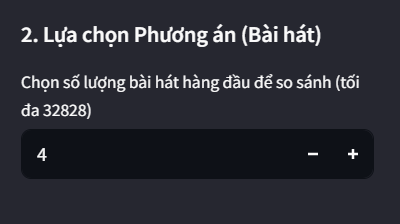 2. Lựa chọn Phương án (Bài hát)
Chọn số lượng bài hát hàng đầu để so sánh (tối
đa 32828)
4 − +